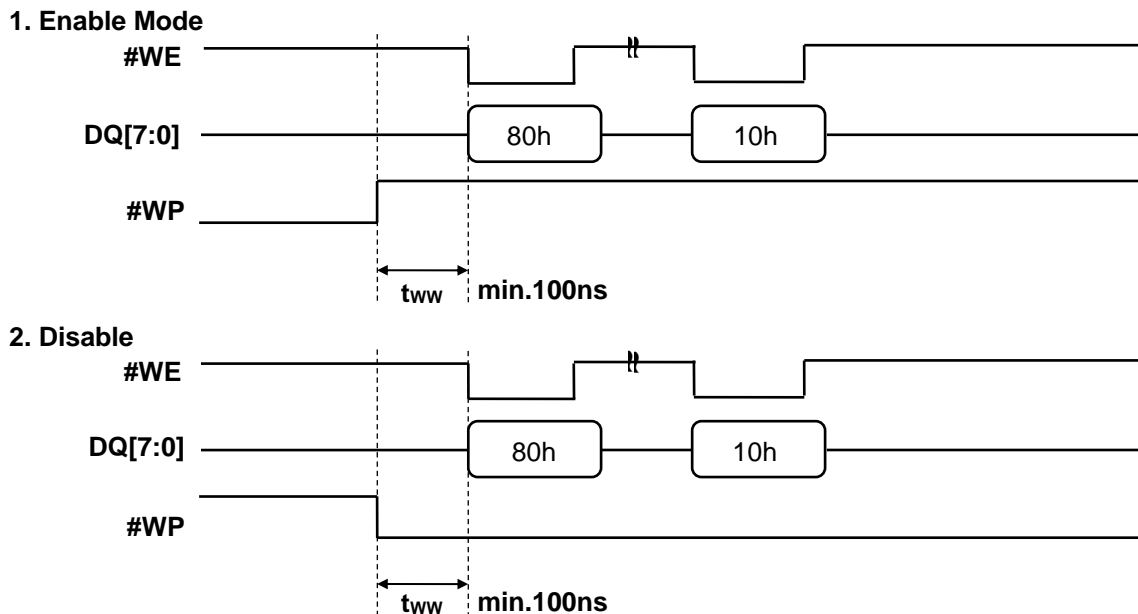 1. Enable Mode
#WE
DQ[7:0]
80h
10h
#WP
tWW min.100ns
2. Disable
#WE
DQ[7:0]
80h
10h
#WP
tWW min.100ns